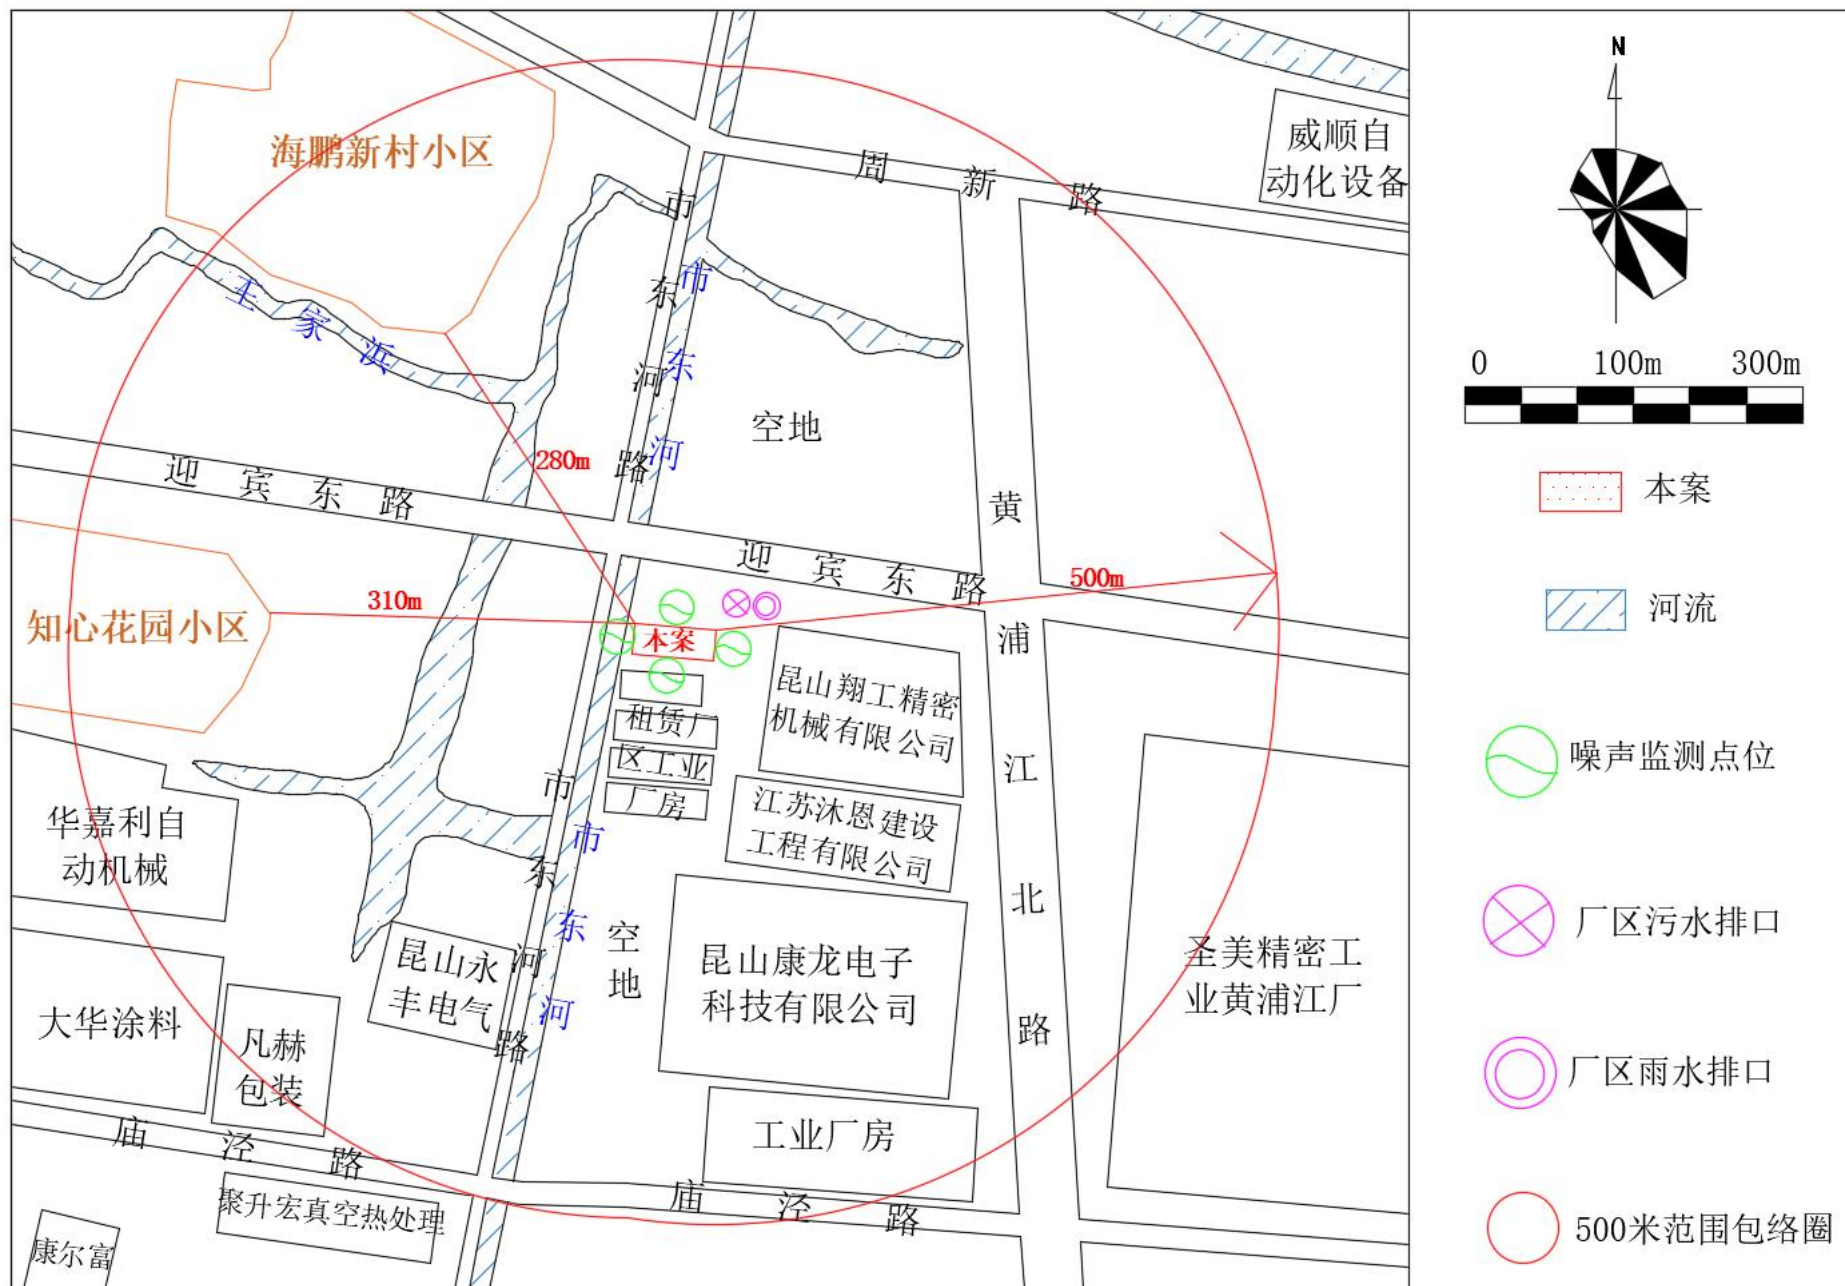 海鹏新村小区
周新路
威顺自
动化设备
N
王家浜
市东河路
市东河
空地
0 100m 300m
280m
迎宾东路
迎宾东路
黄浦江北路
500m
310m
知心花园小区
本案
昆山翔工精密
机械有限公司
租赁厂
区工业
厂房
江苏沐恩建设
工程有限公司
华嘉利自
动机械
市东河路
市东河
空
地
昆山永
丰电气
昆山康龙电子
科技有限公司
圣美精密工
业黄浦江厂
大华涂料
凡赫
包装
工业厂房
庙泾路
庙泾路
聚升宏真空热处理
康尔富
本案
河流
噪声监测点位
厂区污水排口
厂区雨水排口
500米范围包络圈